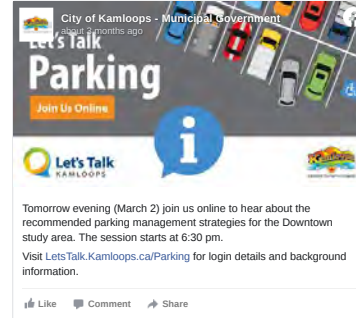 City of Kamloops - Municipal Government
about 3 months ago
Let's Talk
Parking
Join Us Online
i
Let's Talk
KAMLOOPS
Kamloops
Tomorrow evening (March 2) join us online to hear about the
recommended parking management strategies for the Downtown
study area. The session starts at 6:30 pm.
Visit LetsTalk.Kamloops.ca/Parking for login details and background
information.
Like Comment Share